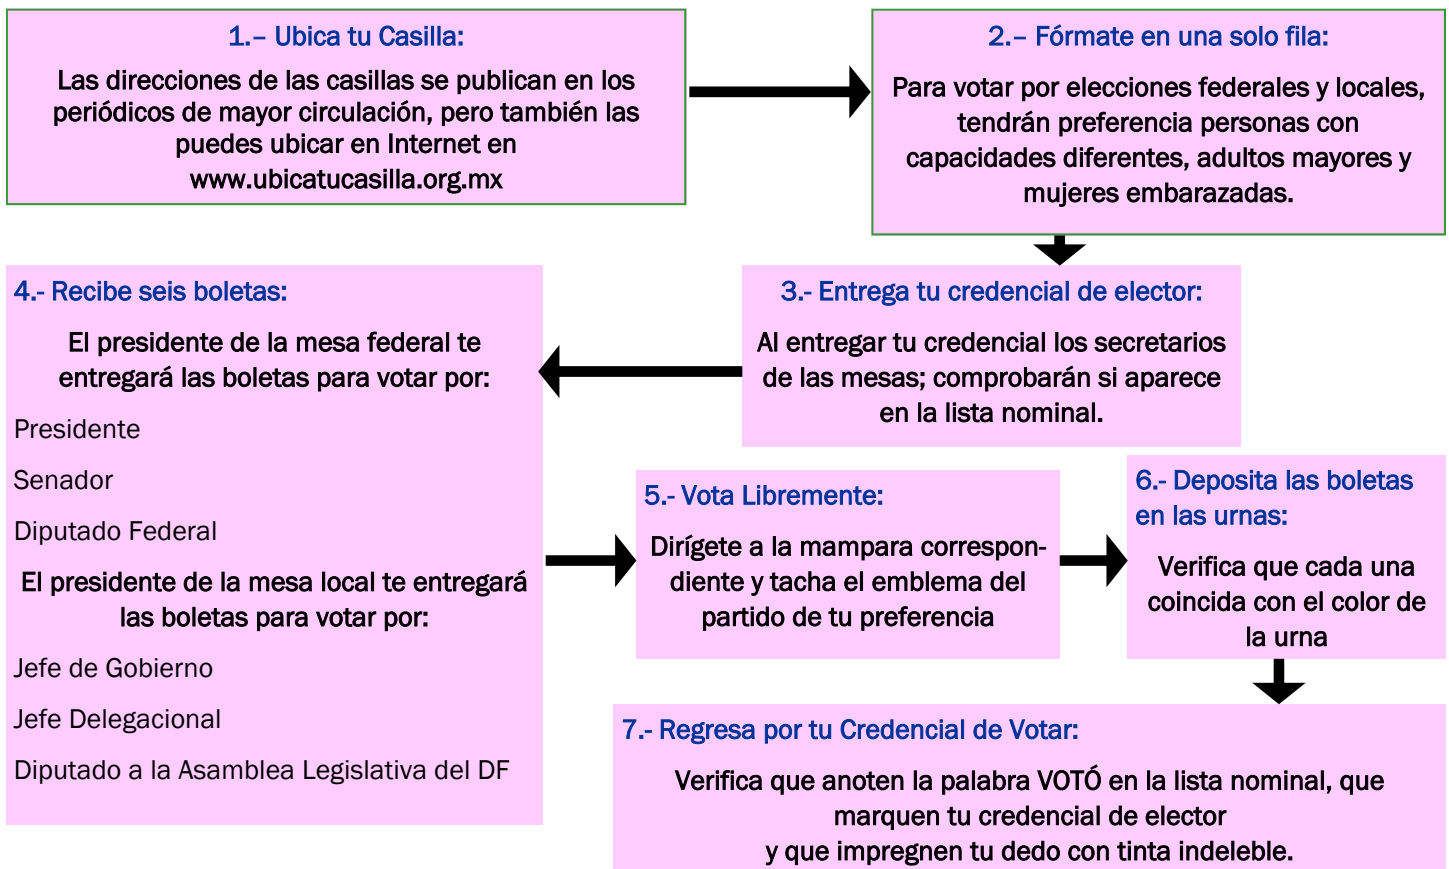 1.– Ubica tu Casilla:
Las direcciones de las casillas se publican en los
periódicos de mayor circulación, pero también las
puedes ubicar en Internet en
www.ubicatucasilla.org.mx
2.– Fórmate en una solo fila:
Para votar por elecciones federales y locales,
tendrán preferencia personas con
capacidades diferentes, adultos mayores y
mujeres embarazadas.
3.- Entrega tu credencial de elector:
Al entregar tu credencial los secretarios
de las mesas; comprobarán si aparece
en la lista nominal.
4.- Recibe seis boletas:
El presidente de la mesa federal te
entregará las boletas para votar por:
Presidente
Senador
Diputado Federal
El presidente de la mesa local te entregará
las boletas para votar por:
Jefe de Gobierno
Jefe Delegacional
Diputado a la Asamblea Legislativa del DF
5.- Vota Libremente:
Dirígete a la mampara correspon-
diente y tacha el emblema del
partido de tu preferencia
6.- Deposita las boletas
en las urnas:
Verifica que cada una
coincida con el color de
la urna
7.- Regresa por tu Credencial de Votar:
Verifica que anoten la palabra VOTÓ en la lista nominal, que
marquen tu credencial de elector
y que impregnen tu dedo con tinta indeleble.